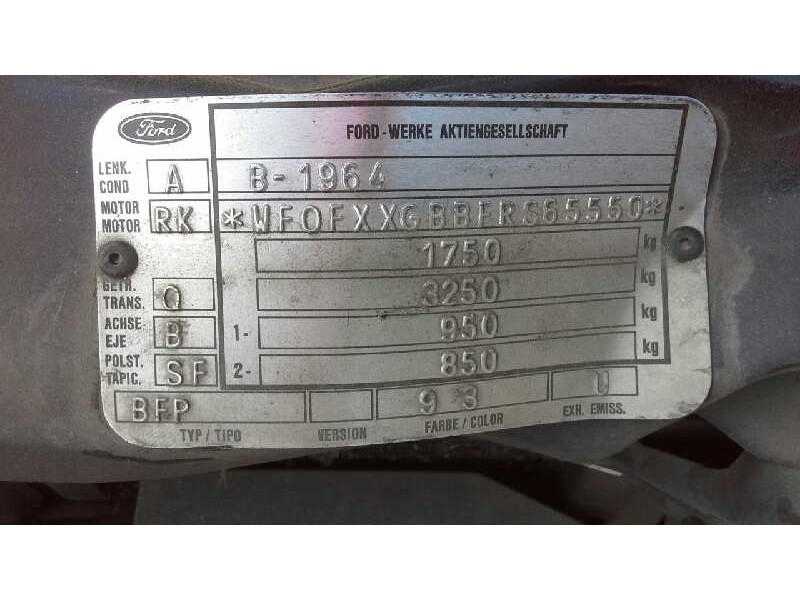 Ford
FORD-WERKE AKTIENGESELLSCHAFT
LENK. COND A B-1964
MOTOR MOTOR RK *WF0FXXGBBFRS65550*
1750 kg
GETR. TRANS. Q 3250 kg
ACHSE EJE B 1- 950 kg
POLST. TAPIC. SF 2- 850 kg
BFP 93 U
TYP / TIPO VERSION FARBE / COLOR EXH. EMISS.